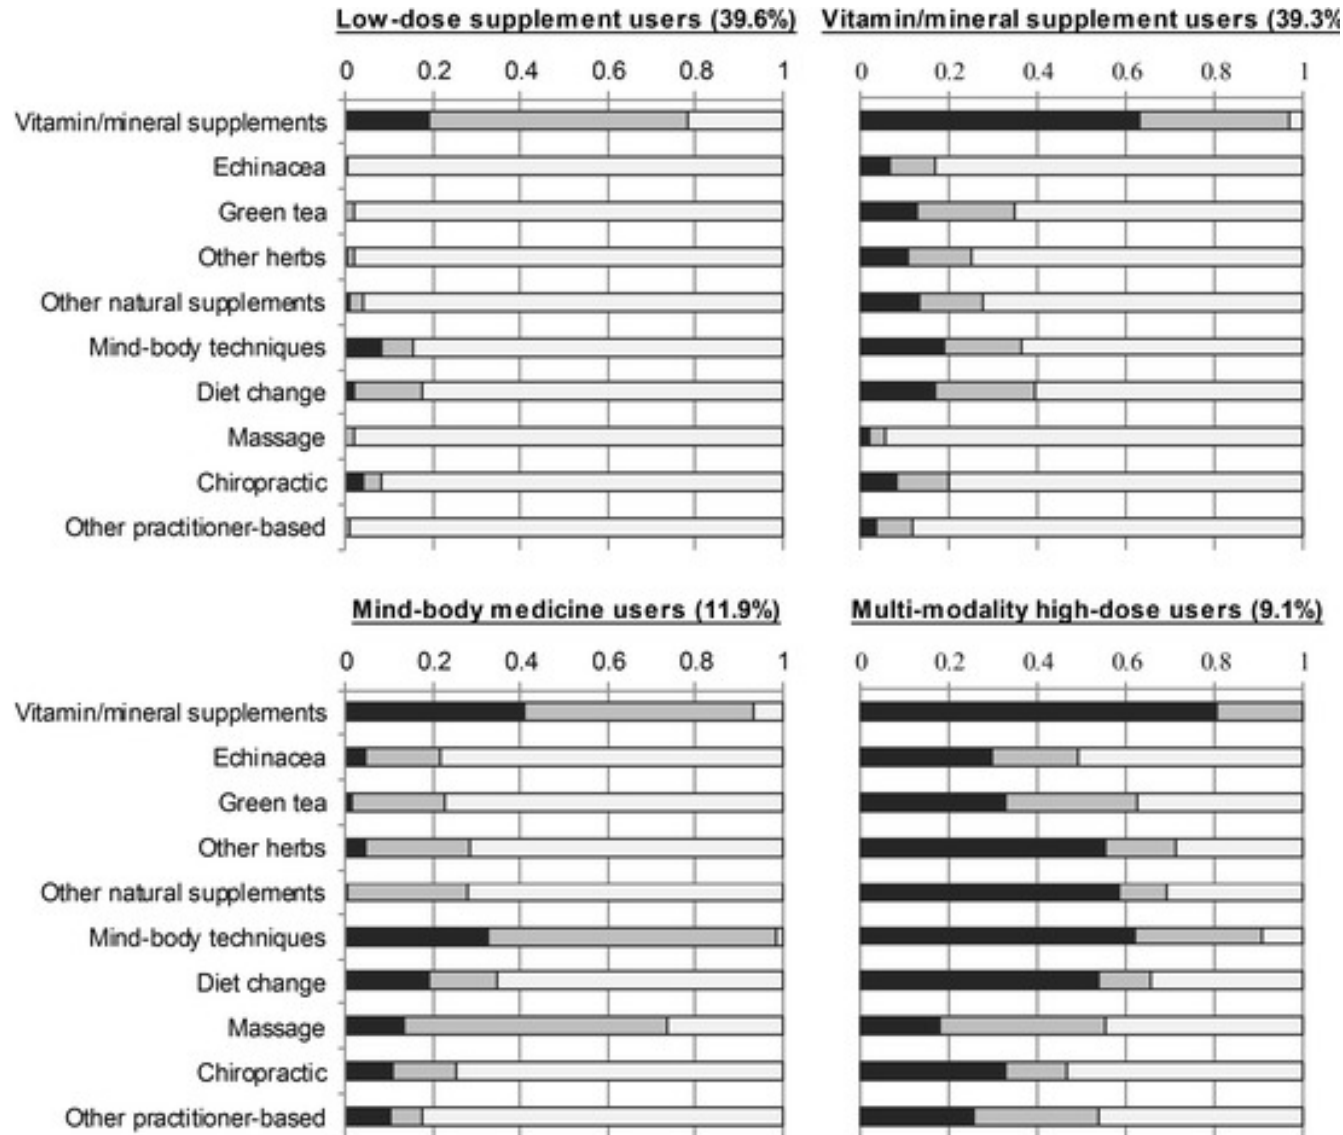 Low-dose supplement users (39.6%)
Vitamin/mineral supplement users (39.3%
0 0.2 0.4 0.6 0.8 1
0 0.2 0.4 0.6 0.8 1
Vitamin/mineral supplements
Echinacea
Green tea
Other herbs
Other natural supplements
Mind-body techniques
Diet change
Massage
Chiropractic
Other practitioner-based
Mind-body medicine users (11.9%)
Multi-modality high-dose users (9.1%)
0 0.2 0.4 0.6 0.8 1
0 0.2 0.4 0.6 0.8 1
Vitamin/mineral supplements
Echinacea
Green tea
Other herbs
Other natural supplements
Mind-body techniques
Diet change
Massage
Chiropractic
Other practitioner-based